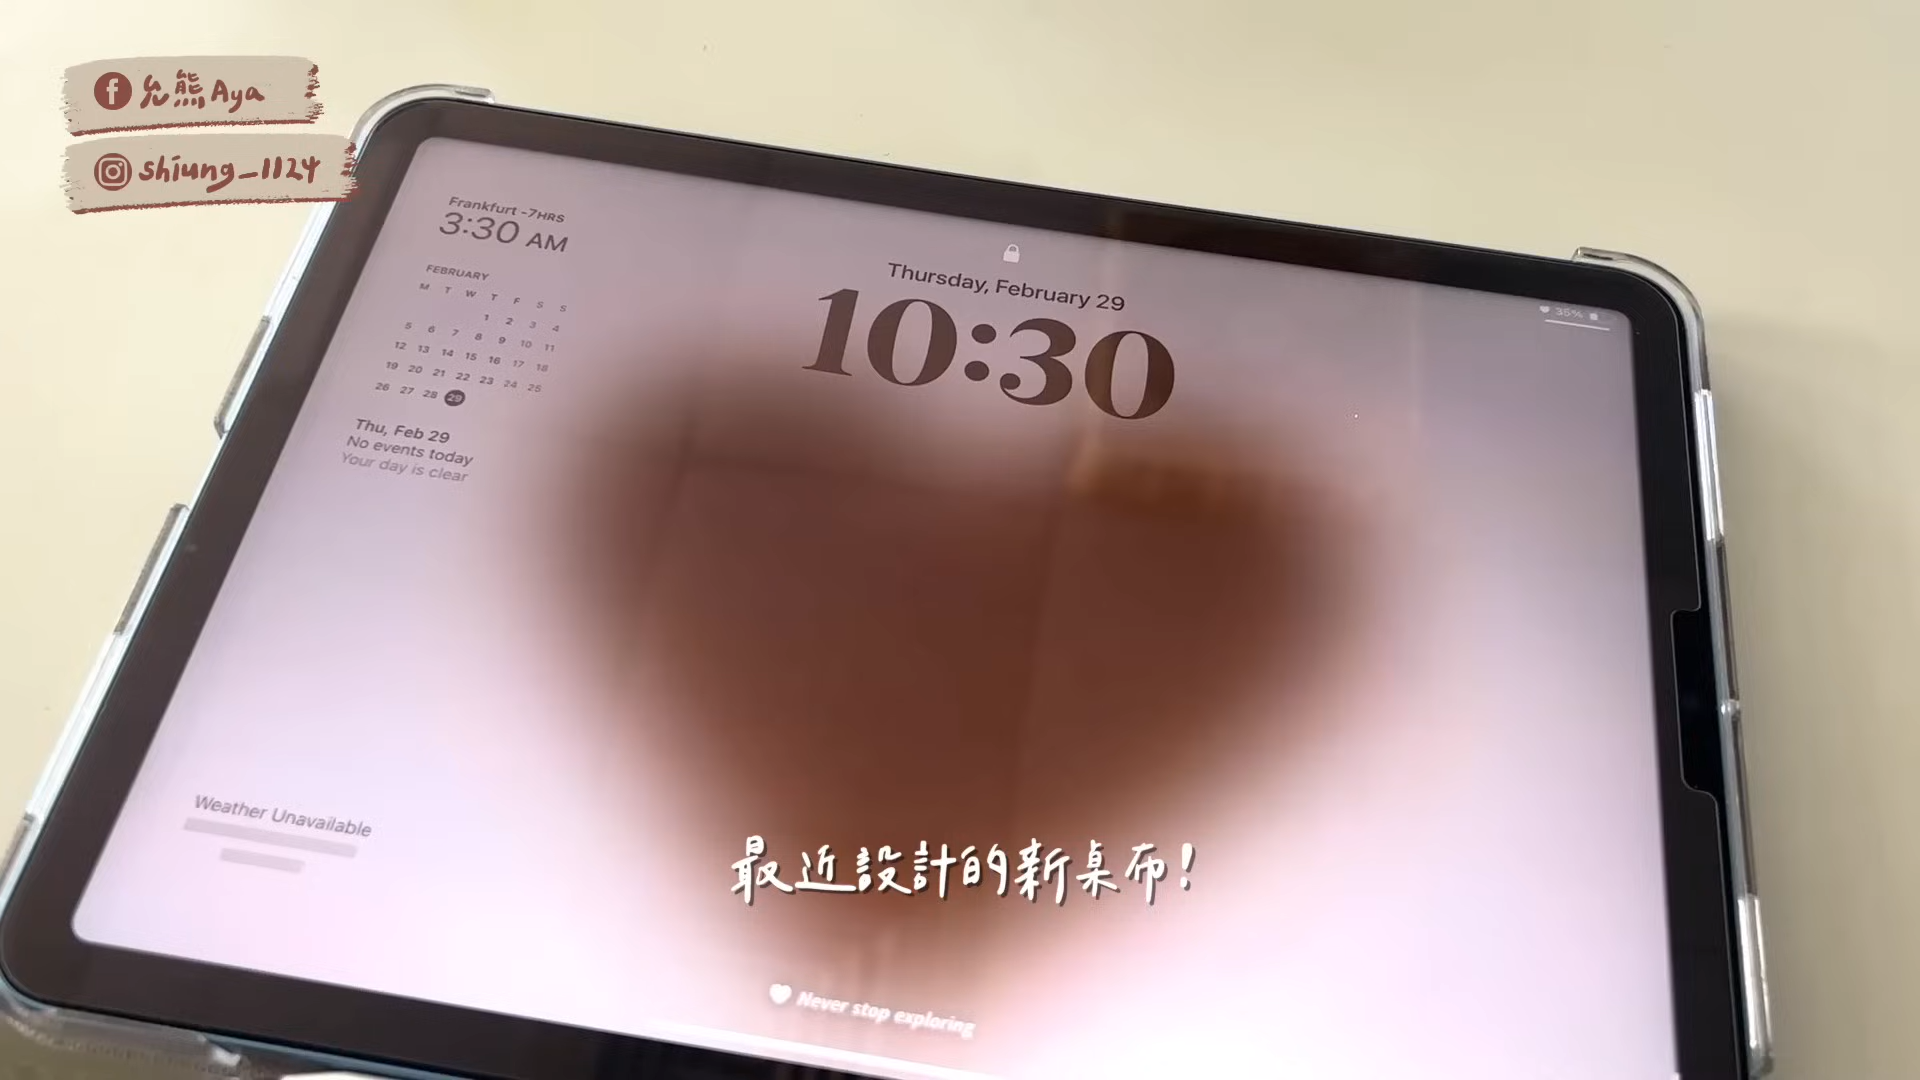 允熊Aya
shiung_1124
Frankfurt -7HRS
3:30 AM
FEBRUARY
M T W T F S S
1 2 3 4
5 6 7 8 9 10 11
12 13 14 15 16 17 18
19 20 21 22 23 24 25
26 27 28 29
Thu, Feb 29
No events today
Your day is clear
Thursday, February 29
10:30
35%
Weather Unavailable
最近設計的新桌布!
Never stop exploring